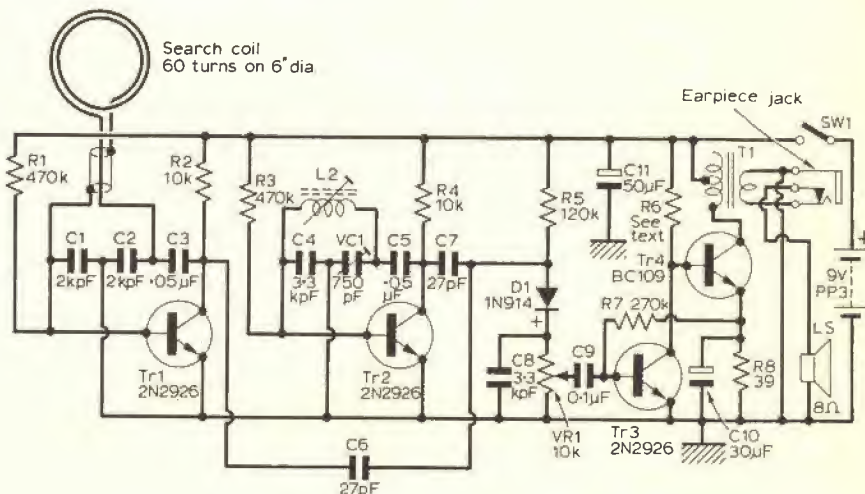 Search coil
60 turns on 6" dia.
Earpiece jack
SW1
R1
470k
R2
10k
L2
R3
470k
R4
10k
R5
120k
C11
50µF
R6
See
text
T1
C1
2kpF
C2
2kpF
C3
·05µF
C4
3·3
kpF
VC1
750
pF
C5
·05
µF
C7
27pF
Tr4
BC109
9V
PP3
D1
1N914
R7 270k
Tr1
2N2926
Tr2
2N2926
C8
3·3
kpF
C9
0·1µF
R8
39
LS
8Ω
VR1
10k
Tr3
2N2926
C10
30µF
C6
27pF